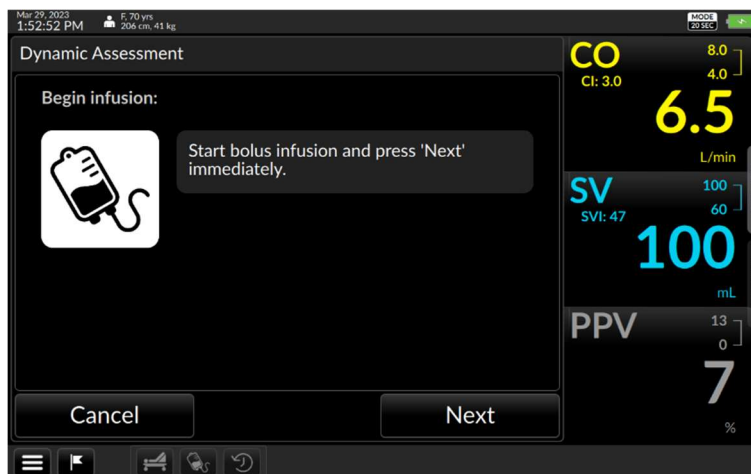 Mar 29, 2023
1:52:52 PM
F, 70 yrs
206 cm, 41 kg
MODE
20 SEC
Dynamic Assessment
Begin infusion:
Start bolus infusion and press 'Next'
immediately.
Cancel
Next
CO
CI: 3.0
8.0
4.0
6.5
L/min
SV
SVI: 47
100
60
100
mL
PPV
13
0
7
%